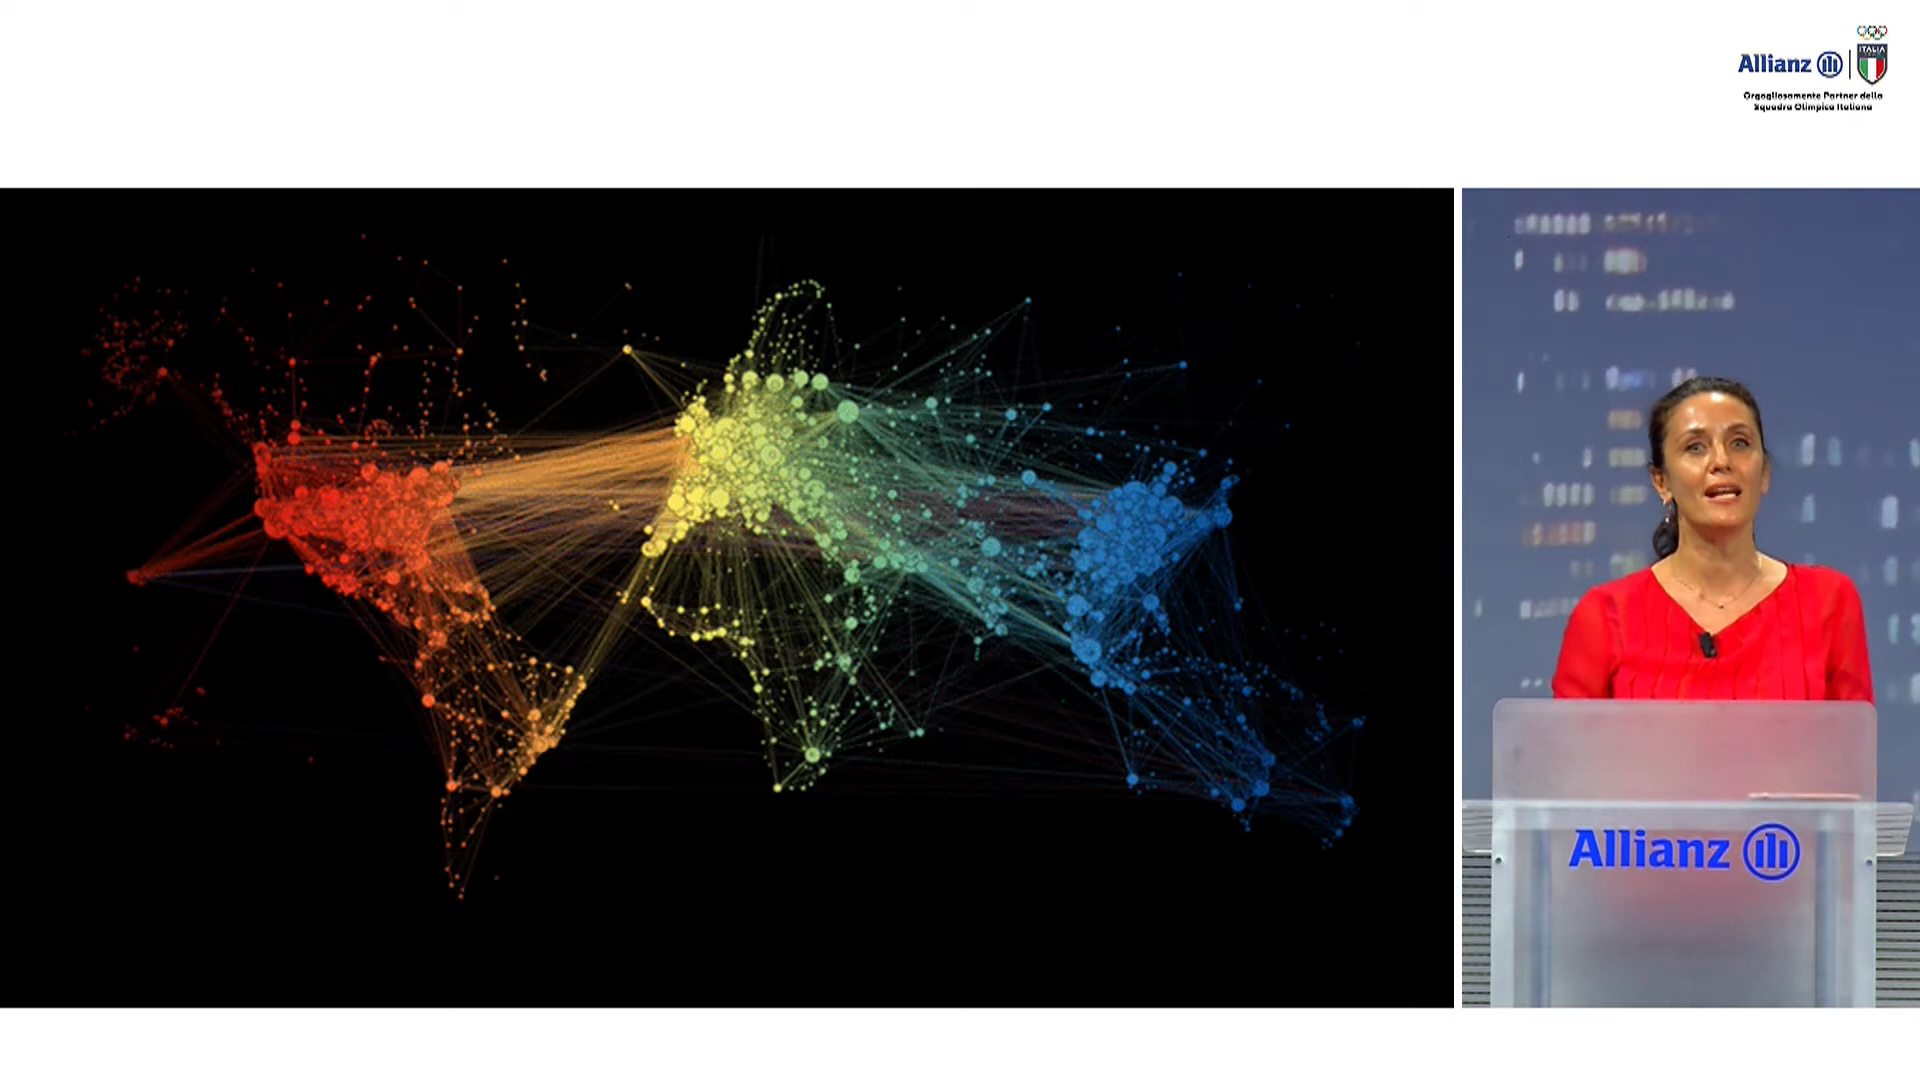 Allianz
ITALIA
Orgogliosamente Partner della
Squadra Olimpica Italiana
Allianz